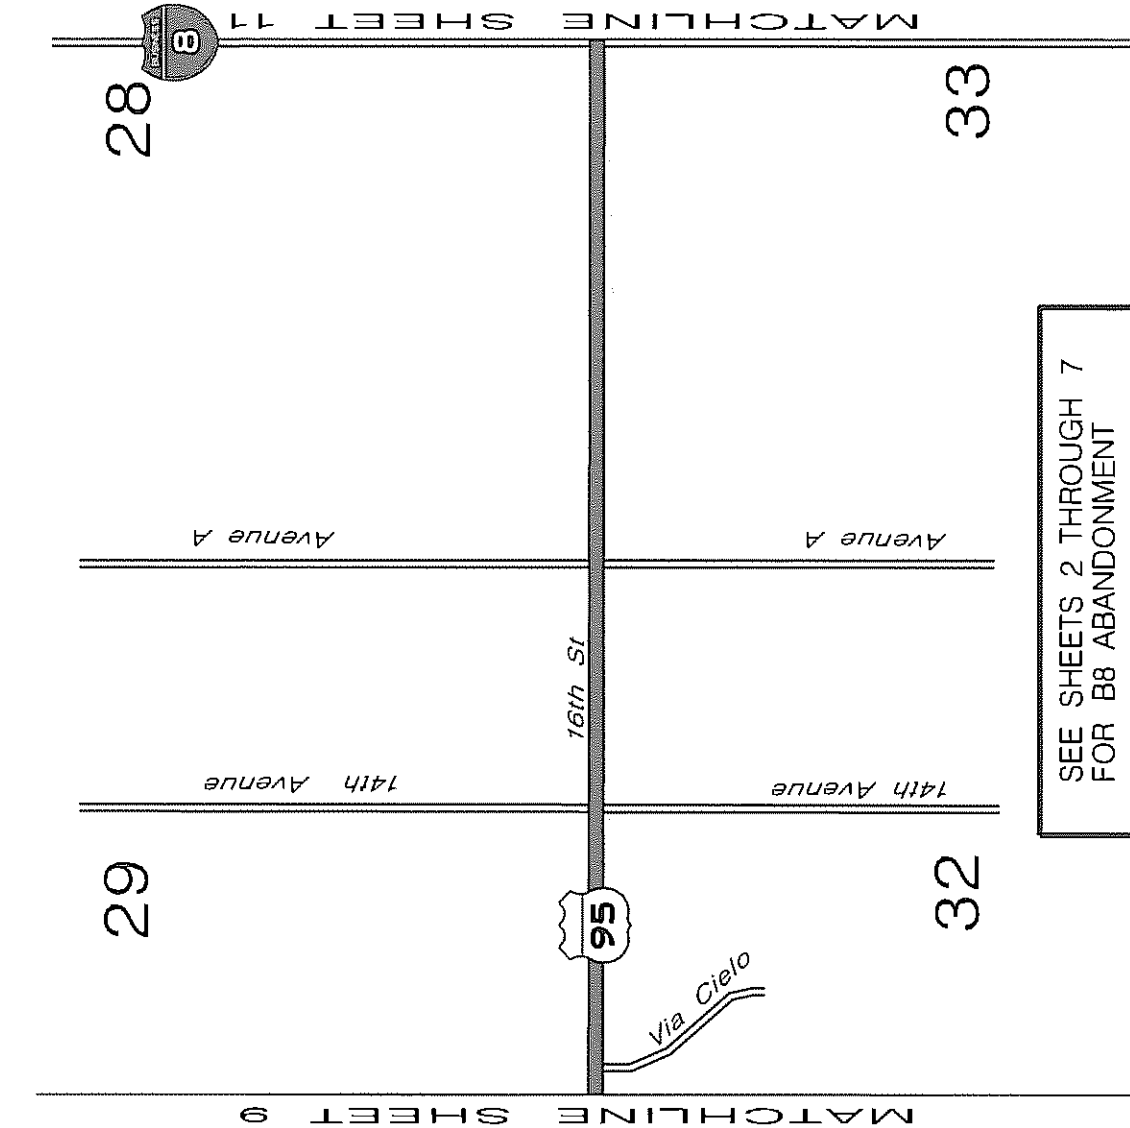 MATCHLINE SHEET 11
8
28
33
Avenue A
Avenue A
16th St
14th Avenue
14th Avenue
29
32
95
Via Cielo
MATCHLINE SHEET 9
SEE SHEETS 2 THROUGH 7
FOR B8 ABANDONMENT